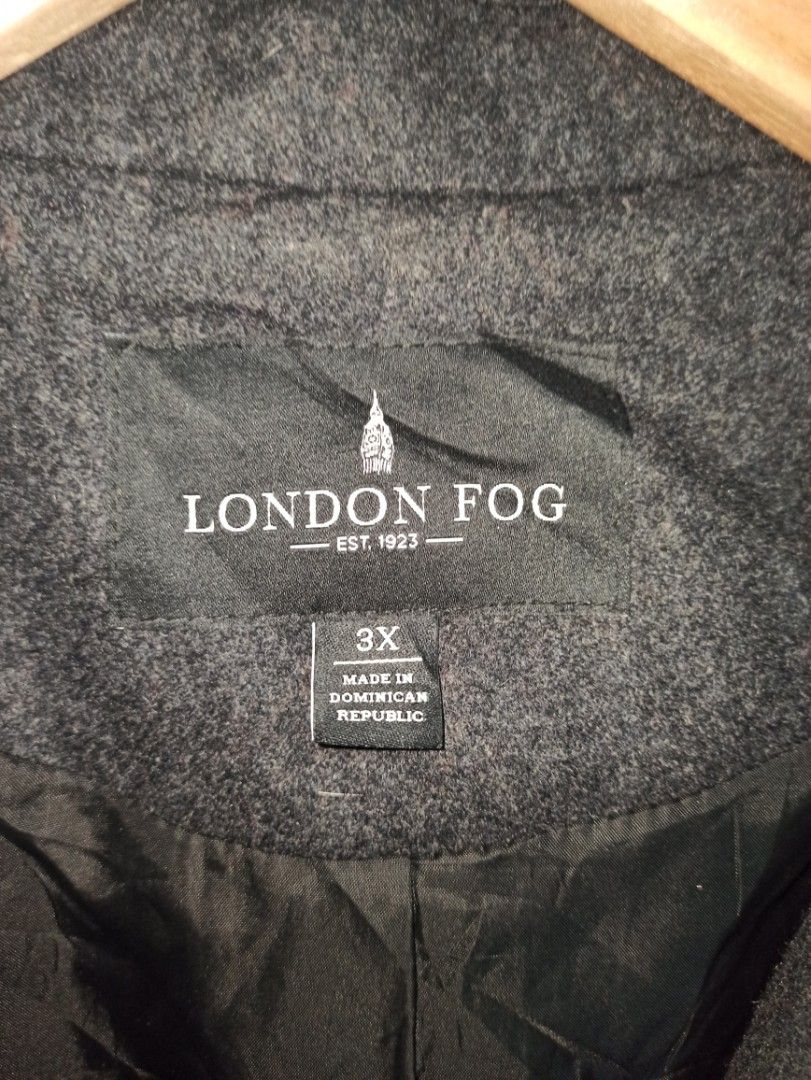 LONDON FOG
EST. 1923
3X
MADE IN
DOMINICAN
REPUBLIC